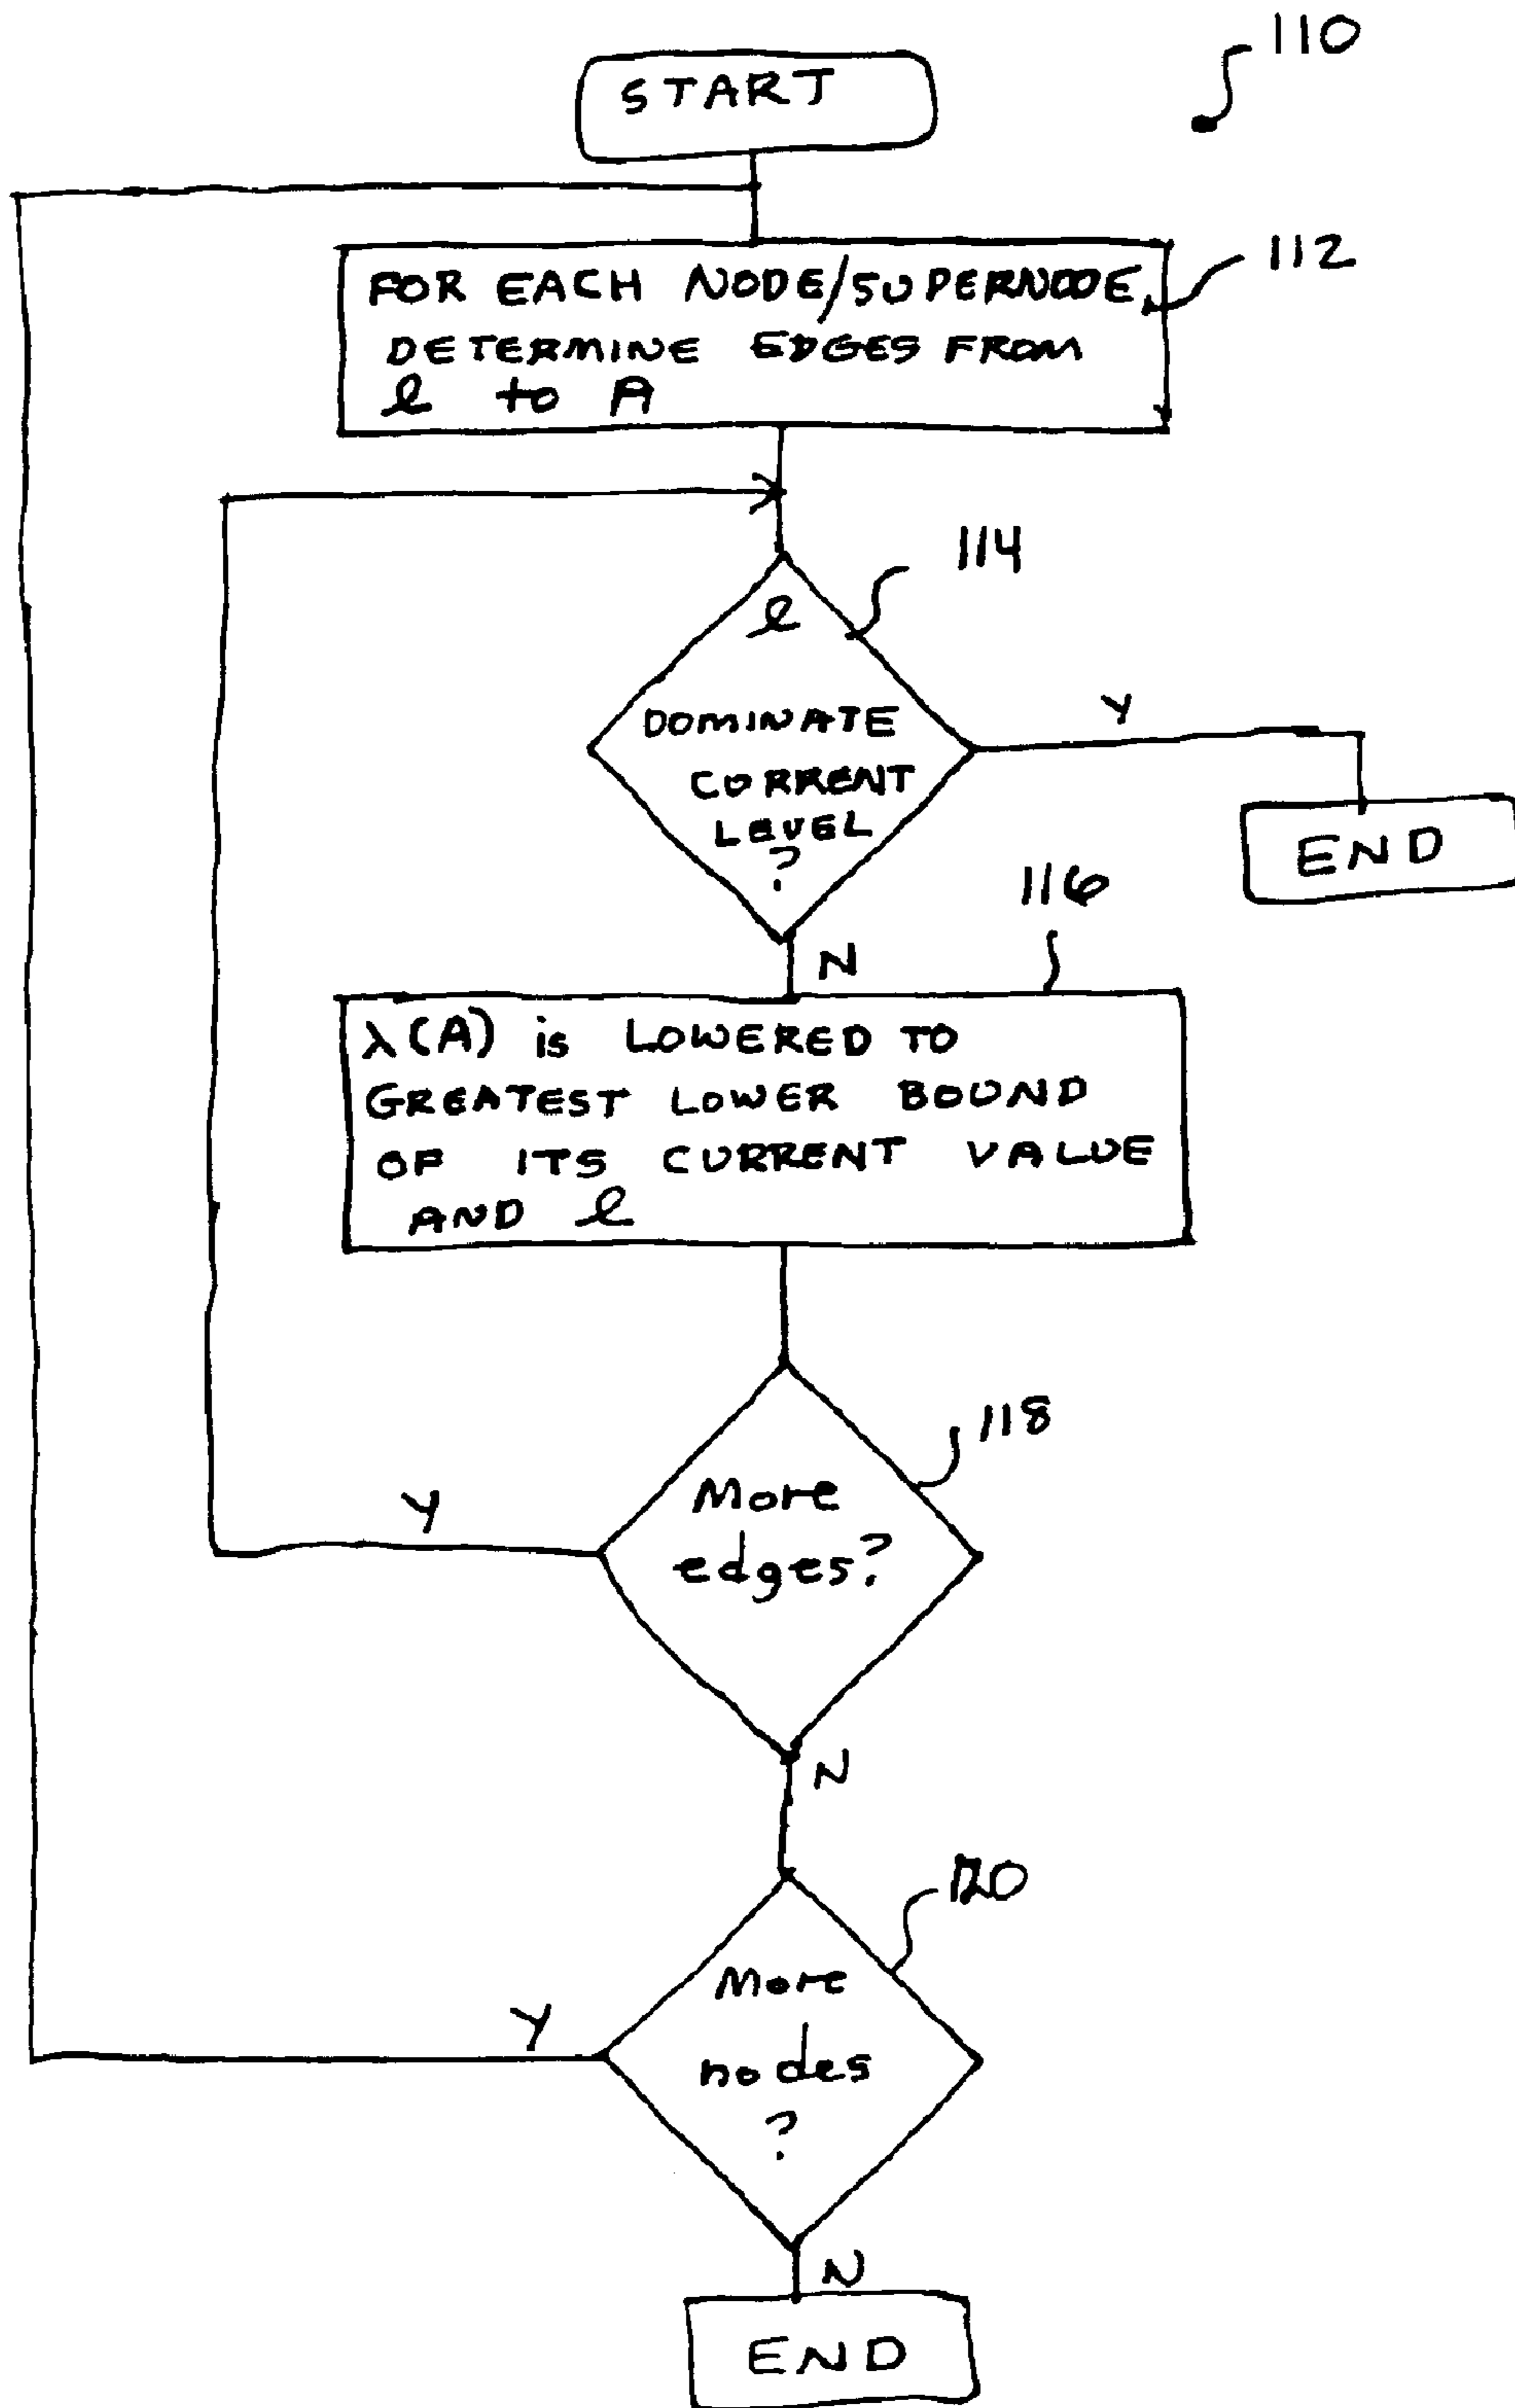 110
START
FOR EACH NODE/SUPERNODE, 112
DETERMINE EDGES FROM
ℓ to A
114
ℓ
DOMINATE
CURRENT
LEVEL
?
Y
END
N
116
λ(A) is LOWERED TO
GREATEST LOWER BOUND
OF ITS CURRENT VALUE
AND ℓ
118
More
edges?
Y
N
120
More
nodes
?
Y
N
END